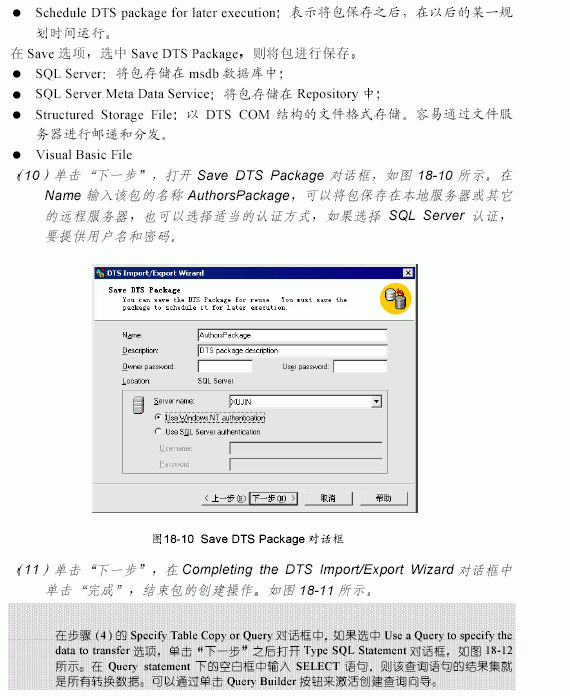 ● Schedule DTS package for later execution：表示将包保存之后，在以后的某一规
划时间运行。
在 Save 选项，选中 Save DTS Package，则将包进行保存。
● SQL Server：将包存储在 msdb 数据库中；
● SQL Server Meta Data Service：将包存储在 Repository 中；
● Structured Storage File：以 DTS COM 结构的文件格式存储。容易通过文件服
务器进行邮递和分发。
● Visual Basic File
（10）单击“下一步”，打开 Save DTS Package 对话框，如图 18-10 所示。在
Name 输入该包的名称 AuthorsPackage，可以将包保存在本地服务器或其它
的远程服务器，也可以选择适当的认证方式，如果选择 SQL Server 认证，
要提供用户名和密码。
DTS Import/Export Wizard
Save DTS Package
You can save the DTS Package for reuse. You must save the
package to schedule it for later execution.
Name: AuthorsPackage
Description: DTS package description
Owner password: User password:
Location: SQL Server
Server name: XUJIN
Use Windows NT authentication
Use SQL Server authentication
Username:
Password:
< 上一步(B) 下一步(N) > 取消 帮助
图18-10 Save DTS Package 对话框
（11）单击“下一步”，在 Completing the DTS Import/Export Wizard 对话框中
单击“完成”，结束包的创建操作。如图 18-11 所示。
在步骤 (4) 的 Specify Table Copy or Query 对话框中，如果选中 Use a Query to specify the
data to transfer 选项，单击“下一步”之后打开 Type SQL Statement 对话框，如图 18-12
所示。在 Query statement 下的空白框中输入 SELECT 语句，则该查询语句的结果集就
是所有转换数据。可以通过单击 Query Builder 按钮来激活创建查询向导。